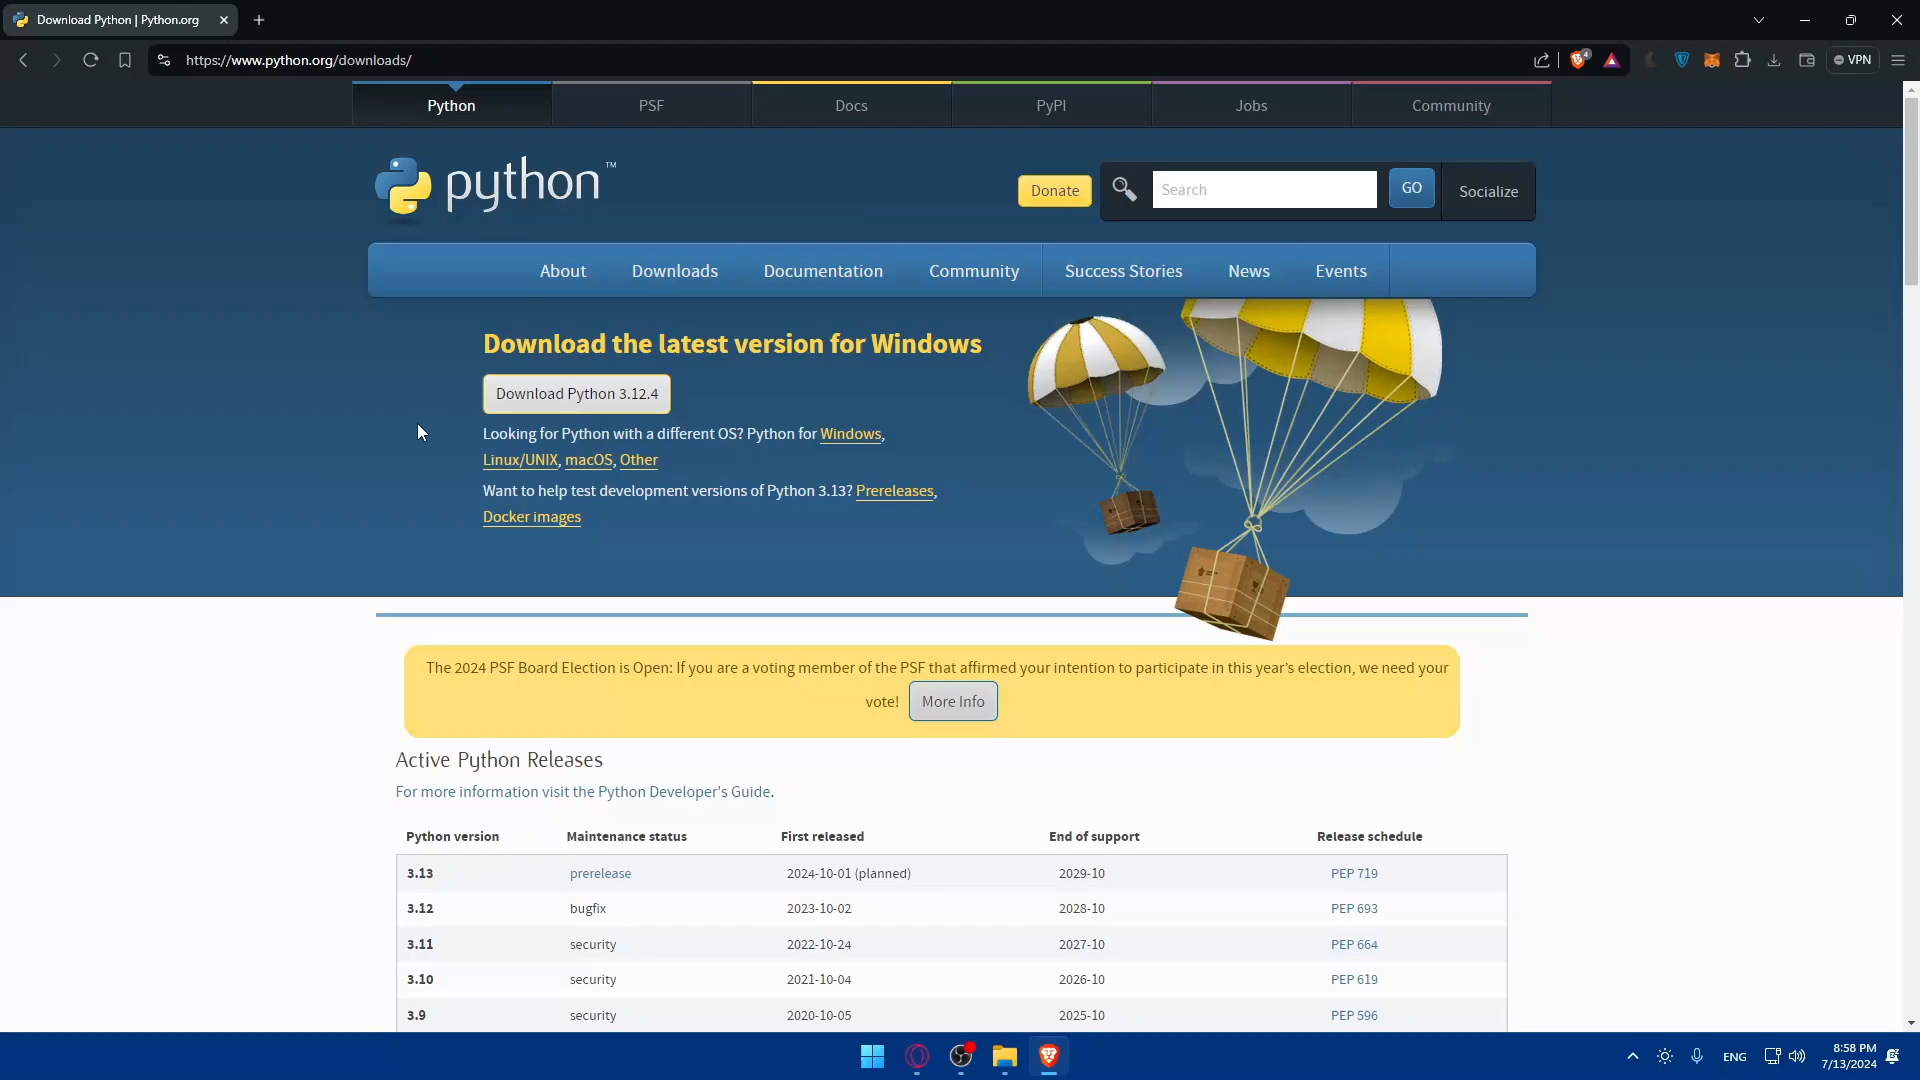 Download Python | Python.org
https://www.python.org/downloads/
4
VPN
Python
PSF
Docs
PyPI
Jobs
Community
python™
Donate
Search
GO
Socialize
About
Downloads
Documentation
Community
Success Stories
News
Events
Download the latest version for Windows
Download Python 3.12.4
Looking for Python with a different OS? Python for Windows,
Linux/UNIX, macOS, Other
Want to help test development versions of Python 3.13? Prereleases,
Docker images
The 2024 PSF Board Election is Open: If you are a voting member of the PSF that affirmed your intention to participate in this year's election, we need your
vote! More Info
Active Python Releases
For more information visit the Python Developer's Guide.
Python version Maintenance status First released End of support Release schedule
3.13 prerelease 2024-10-01 (planned) 2029-10 PEP 719
3.12 bugfix 2023-10-02 2028-10 PEP 693
3.11 security 2022-10-24 2027-10 PEP 664
3.10 security 2021-10-04 2026-10 PEP 619
3.9 security 2020-10-05 2025-10 PEP 596
ENG
8:58 PM
7/13/2024